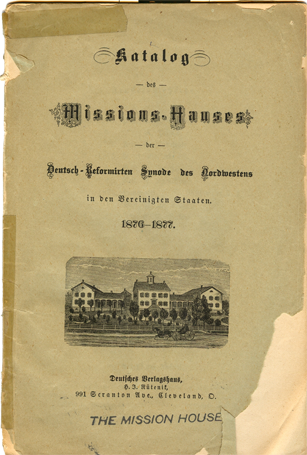 Katalog
— des —
Missions-Hauses
— der —
Deutsch-Reformirten Synode des Nordwestens
in den Vereinigten Staaten.
1876–1877.
Deutsches Verlagshaus,
H. J. Rütenik,
991 Scranton Ave., Cleveland, O.
THE MISSION HOUSE